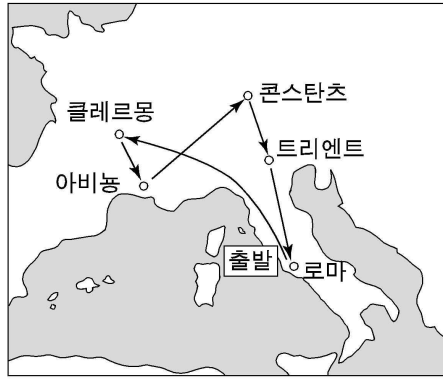 콘스탄츠
클레르몽
트리엔트
아비뇽
출발
로마